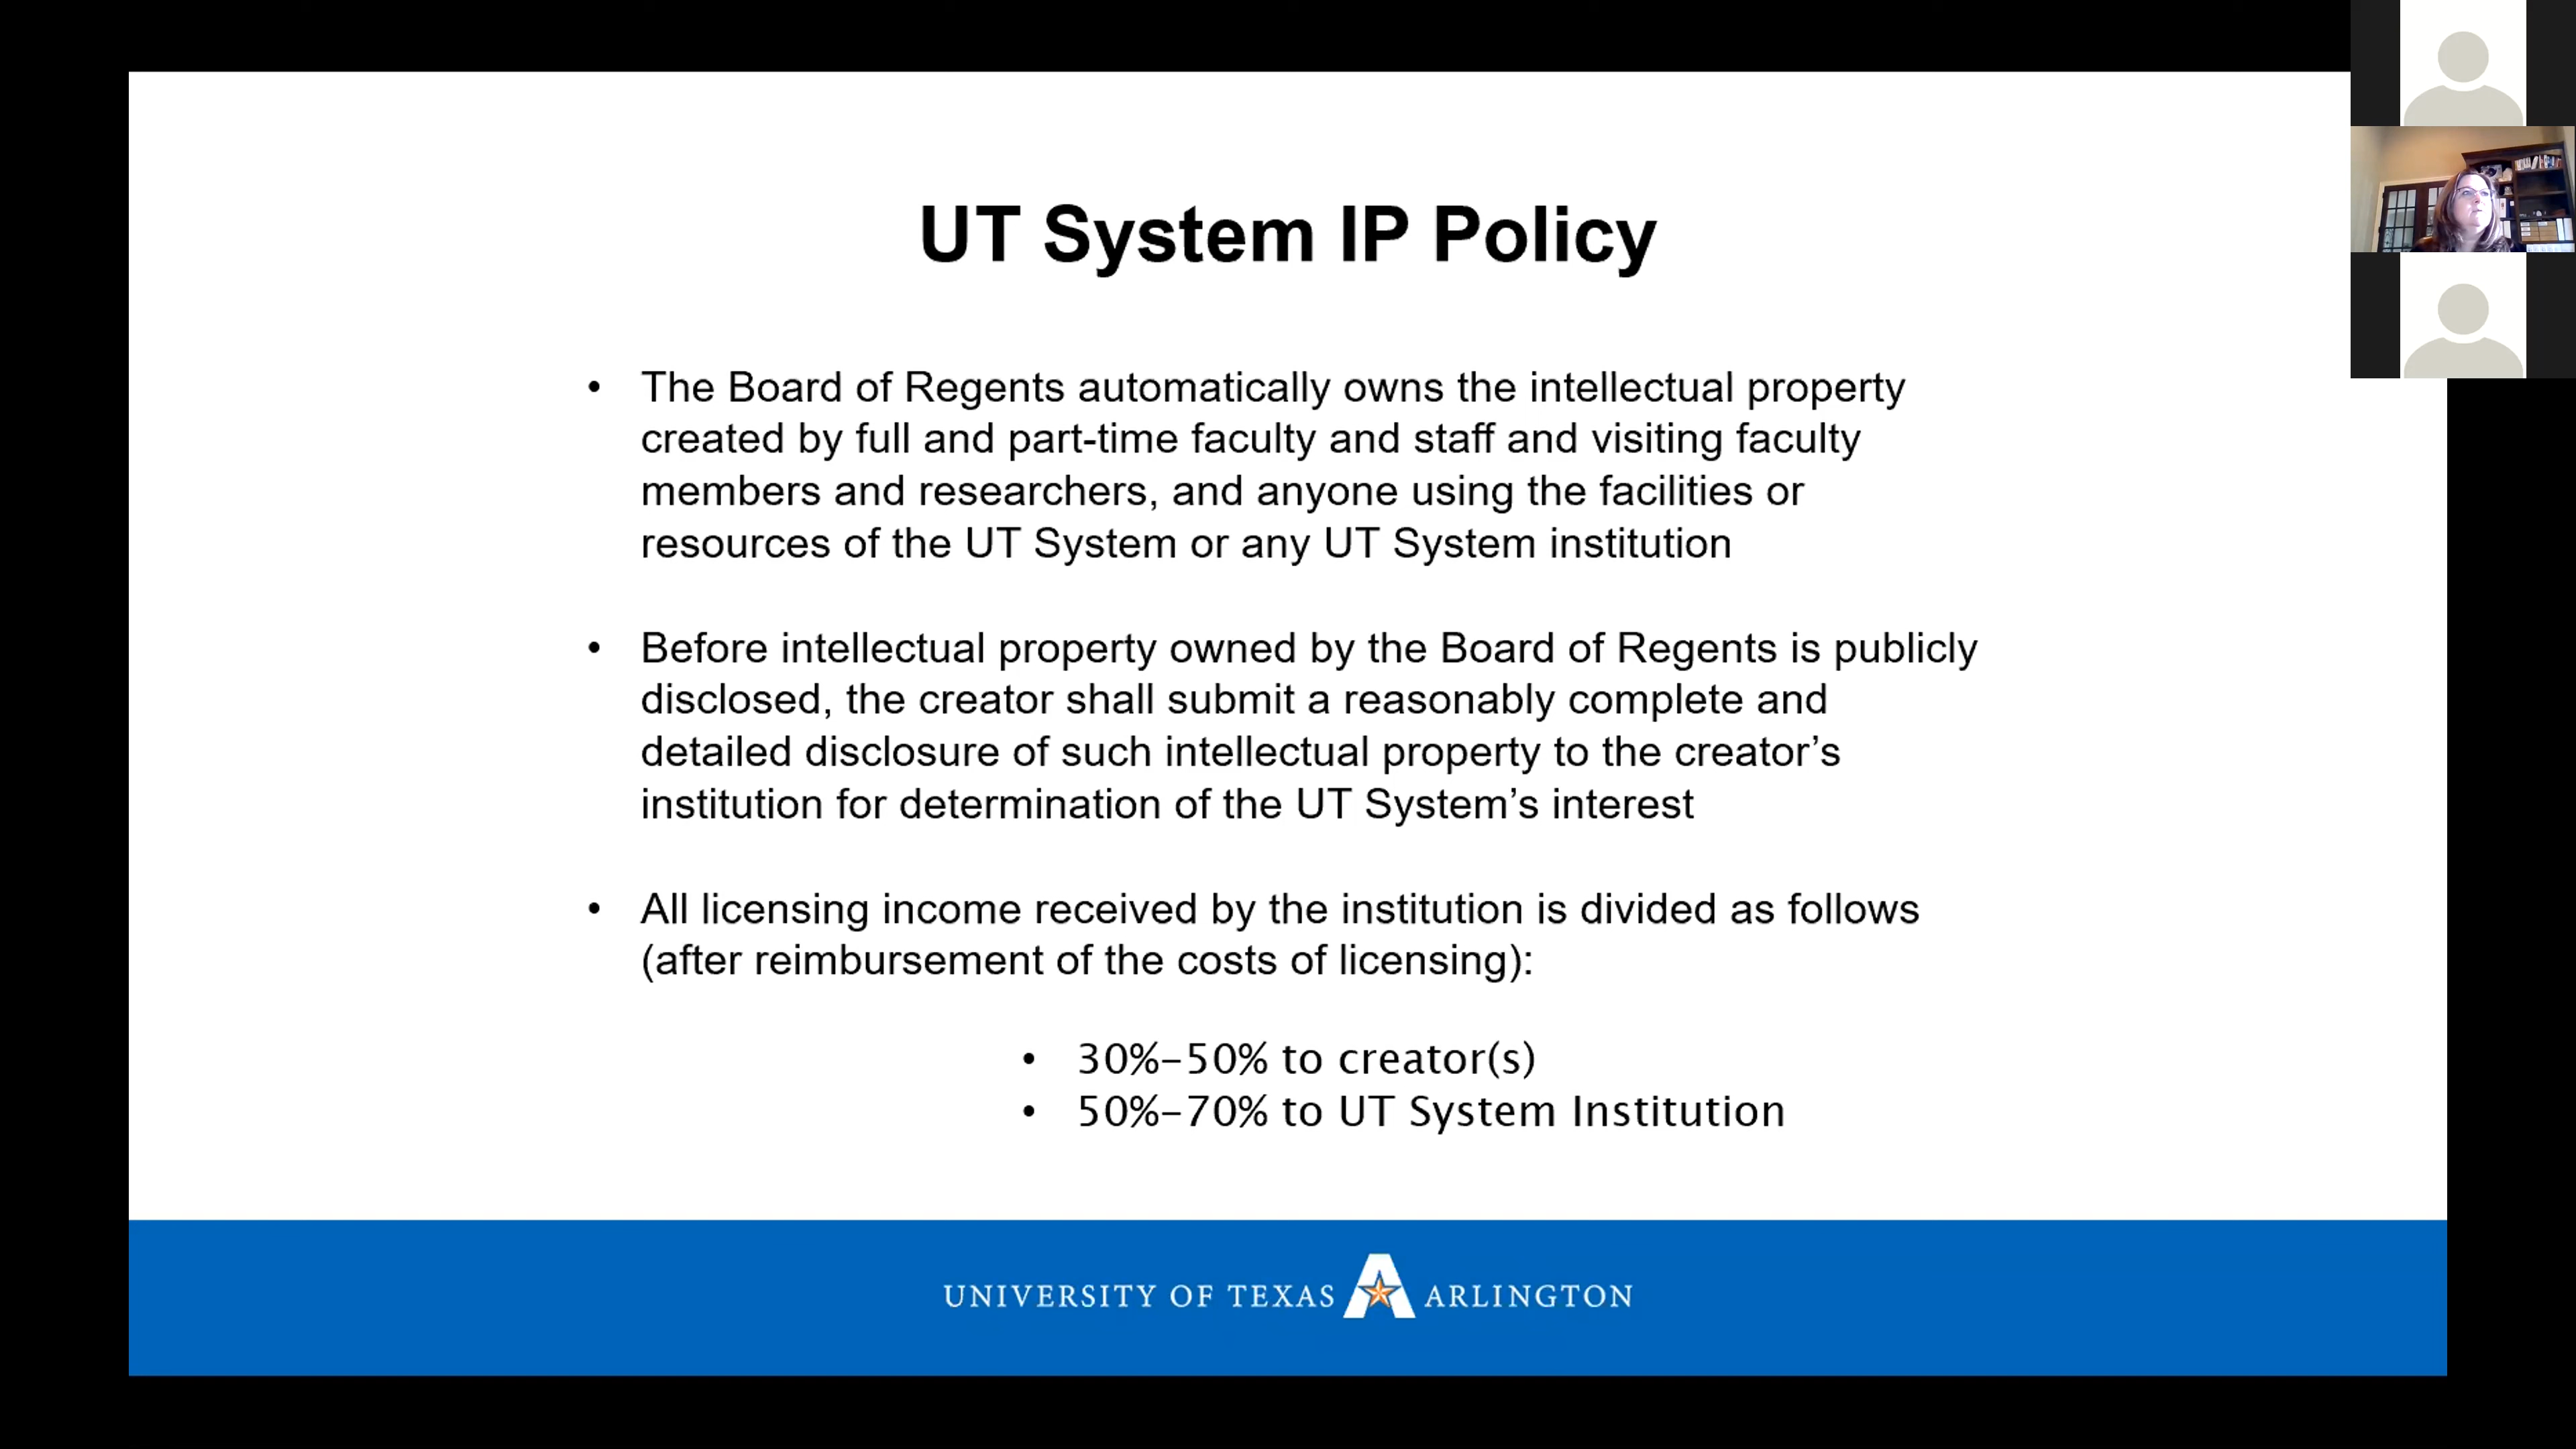 UT System IP Policy
• The Board of Regents automatically owns the intellectual property
created by full and part-time faculty and staff and visiting faculty
members and researchers, and anyone using the facilities or
resources of the UT System or any UT System institution
• Before intellectual property owned by the Board of Regents is publicly
disclosed, the creator shall submit a reasonably complete and
detailed disclosure of such intellectual property to the creator’s
institution for determination of the UT System’s interest
• All licensing income received by the institution is divided as follows
(after reimbursement of the costs of licensing):
• 30%–50% to creator(s)
• 50%–70% to UT System Institution
UNIVERSITY OF TEXAS A ARLINGTON